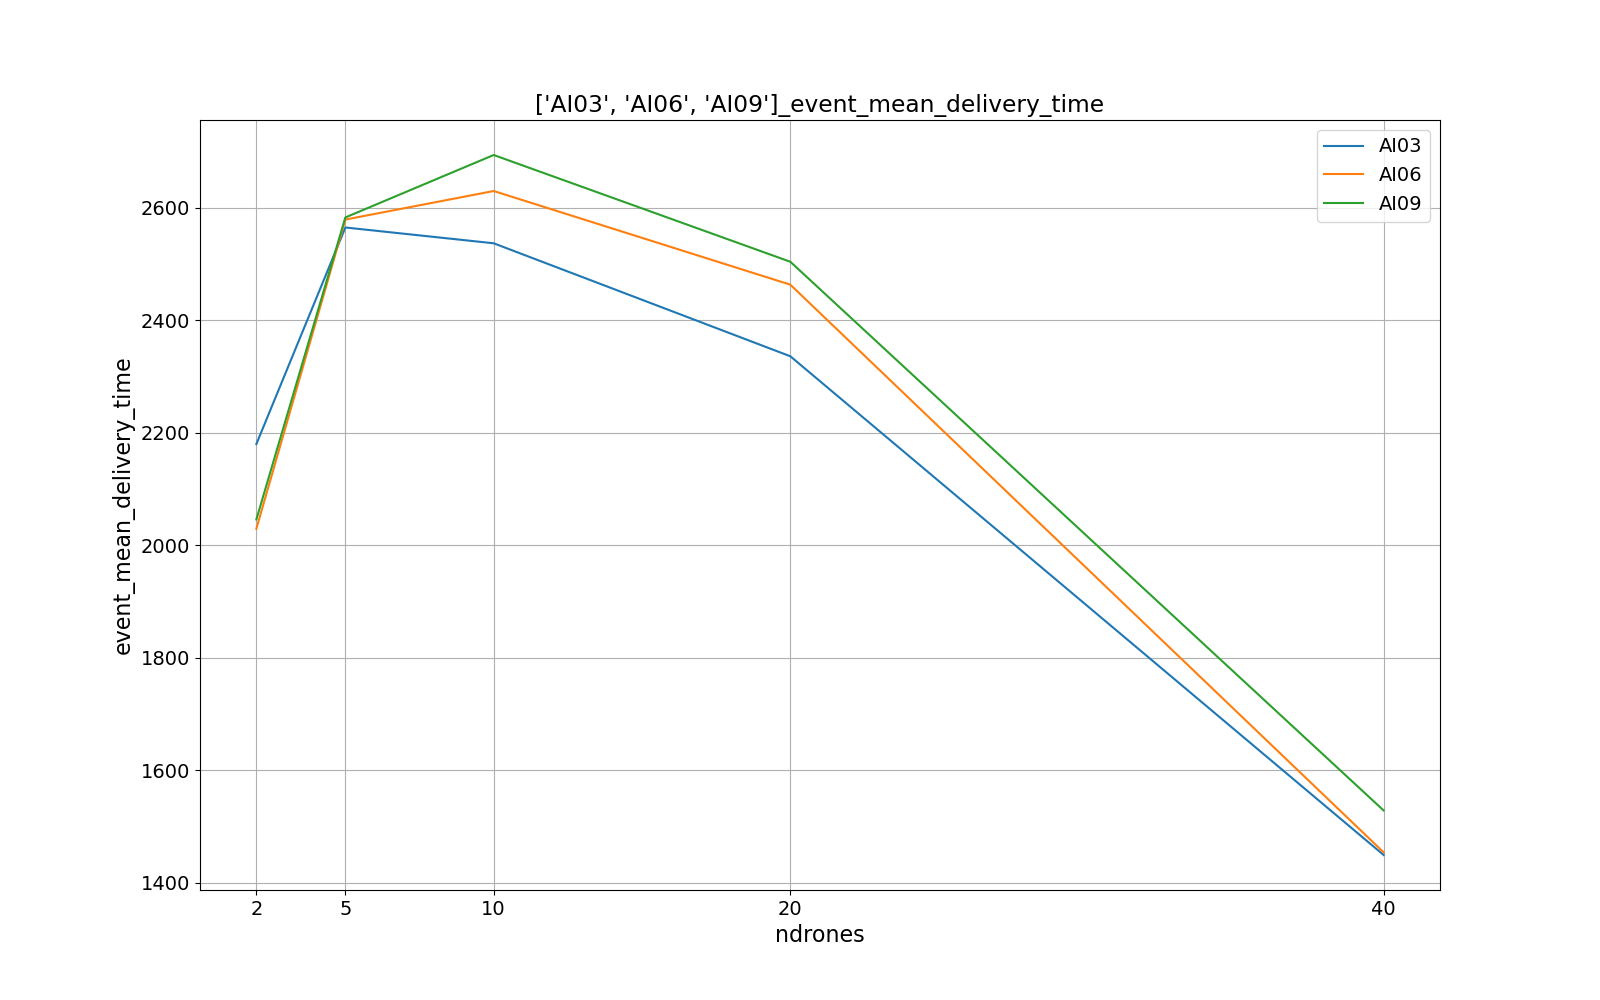 ['AI03', 'AI06', 'AI09']_event_mean_delivery_time
AI03
AI06
AI09
event_mean_delivery_time
2600
2400
2200
2000
1800
1600
1400
2 5 10 20 40
ndrones